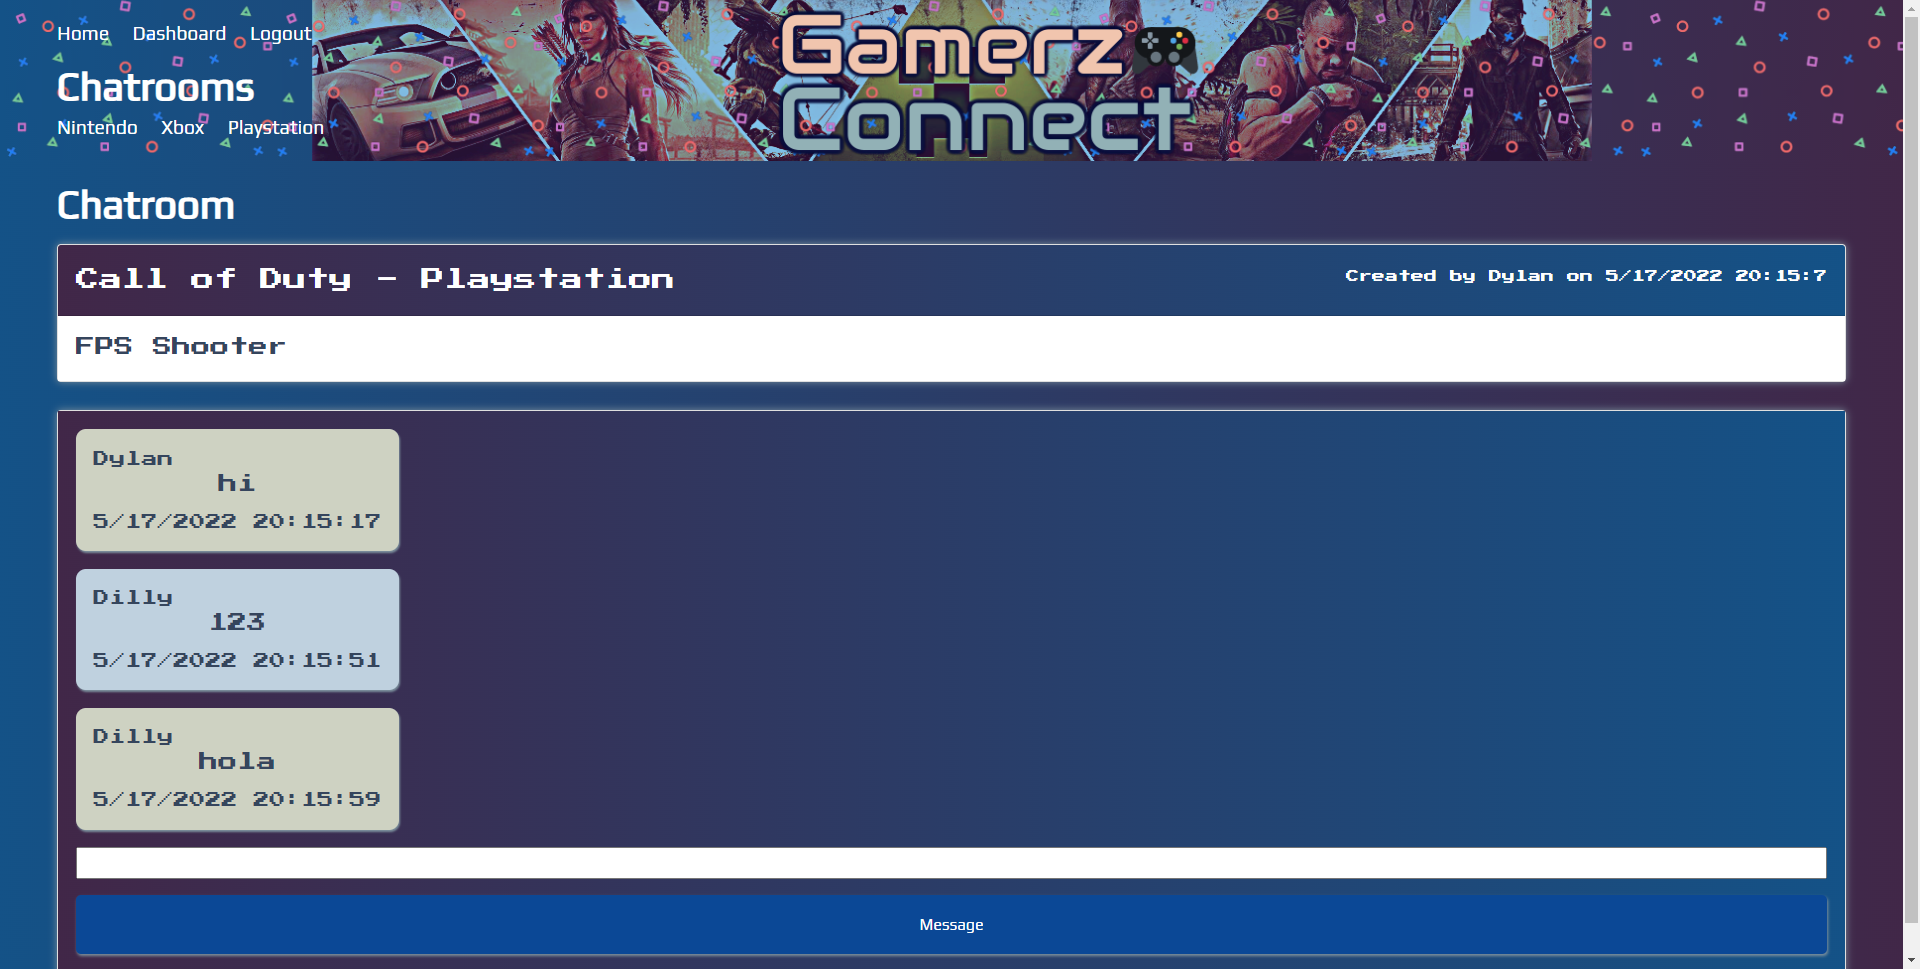 Home Dashboard Logout
Chatrooms
Nintendo Xbox Playstation
Gamerz
Connect
Chatroom
Call of Duty - Playstation
Created by Dylan on 5/17/2022 20:15:7
FPS Shooter
Dylan
hi
5/17/2022 20:15:17
Dilly
123
5/17/2022 20:15:51
Dilly
hola
5/17/2022 20:15:59
Message